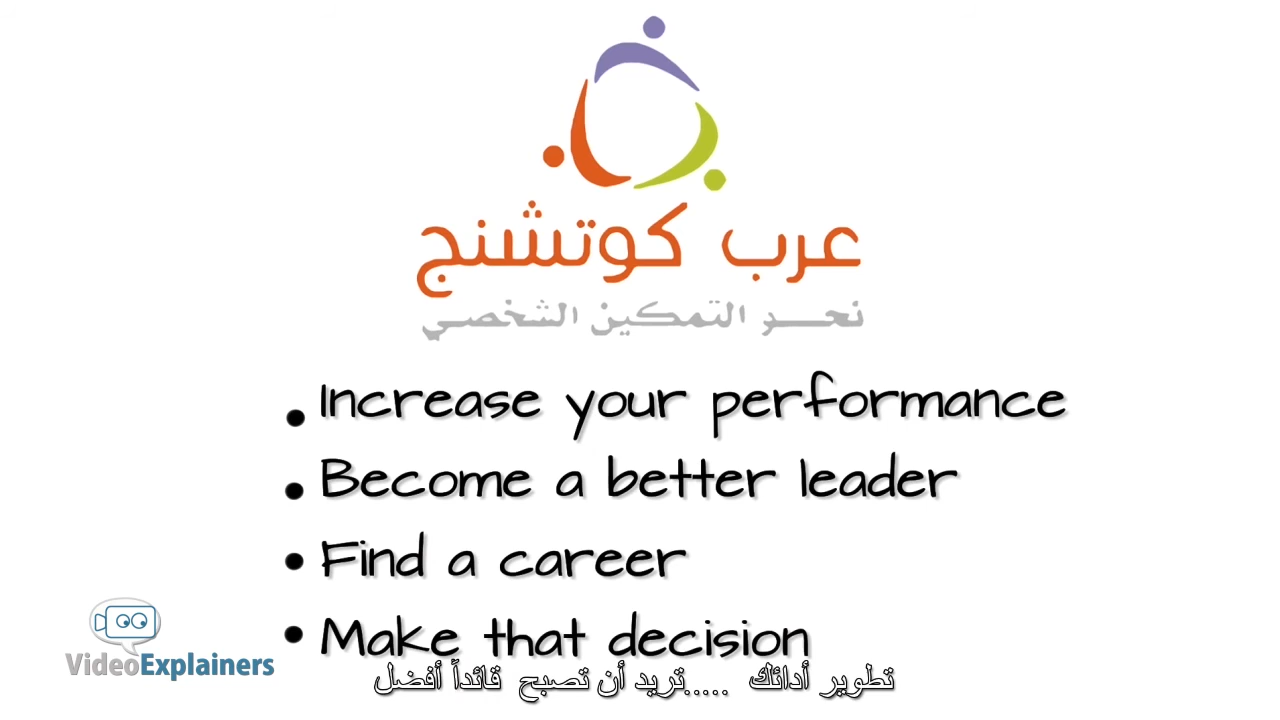 عرب كوتشنج
نحو التمكين الشخصي
Increase your performance
Become a better leader
Find a career
Make that decision
VideoExplainers
تطوير أدائك .....تريد أن تصبح قائداً أفضل